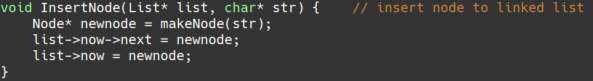 void InsertNode(List* list, char* str) {    // insert node to linked list
    Node* newnode = makeNode(str);
    list->now->next = newnode;
    list->now = newnode;
}